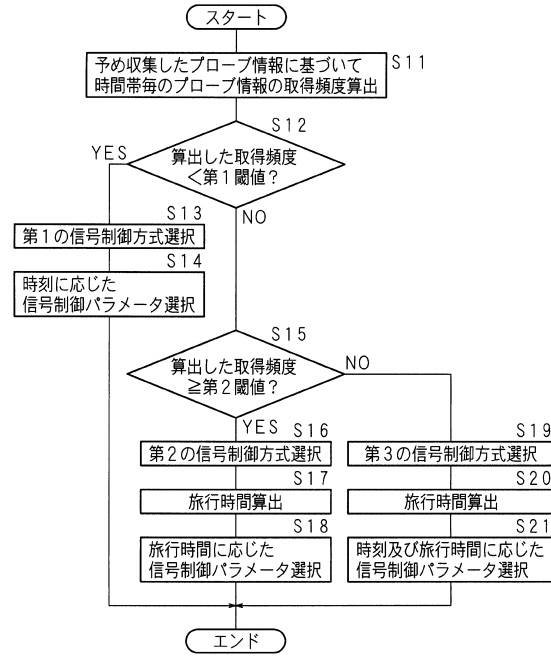 スタート
予め収集したプローブ情報に基づいて
時間帯毎のプローブ情報の取得頻度算出
S11
S12
算出した取得頻度
<第1閾値?
YES
NO
S13
第1の信号制御方式選択
S14
時刻に応じた
信号制御パラメータ選択
S15
算出した取得頻度
≧第2閾値?
NO
YES
S16
第2の信号制御方式選択
S17
旅行時間算出
S18
旅行時間に応じた
信号制御パラメータ選択
S19
第3の信号制御方式選択
S20
旅行時間算出
S21
時刻及び旅行時間に応じた
信号制御パラメータ選択
エンド